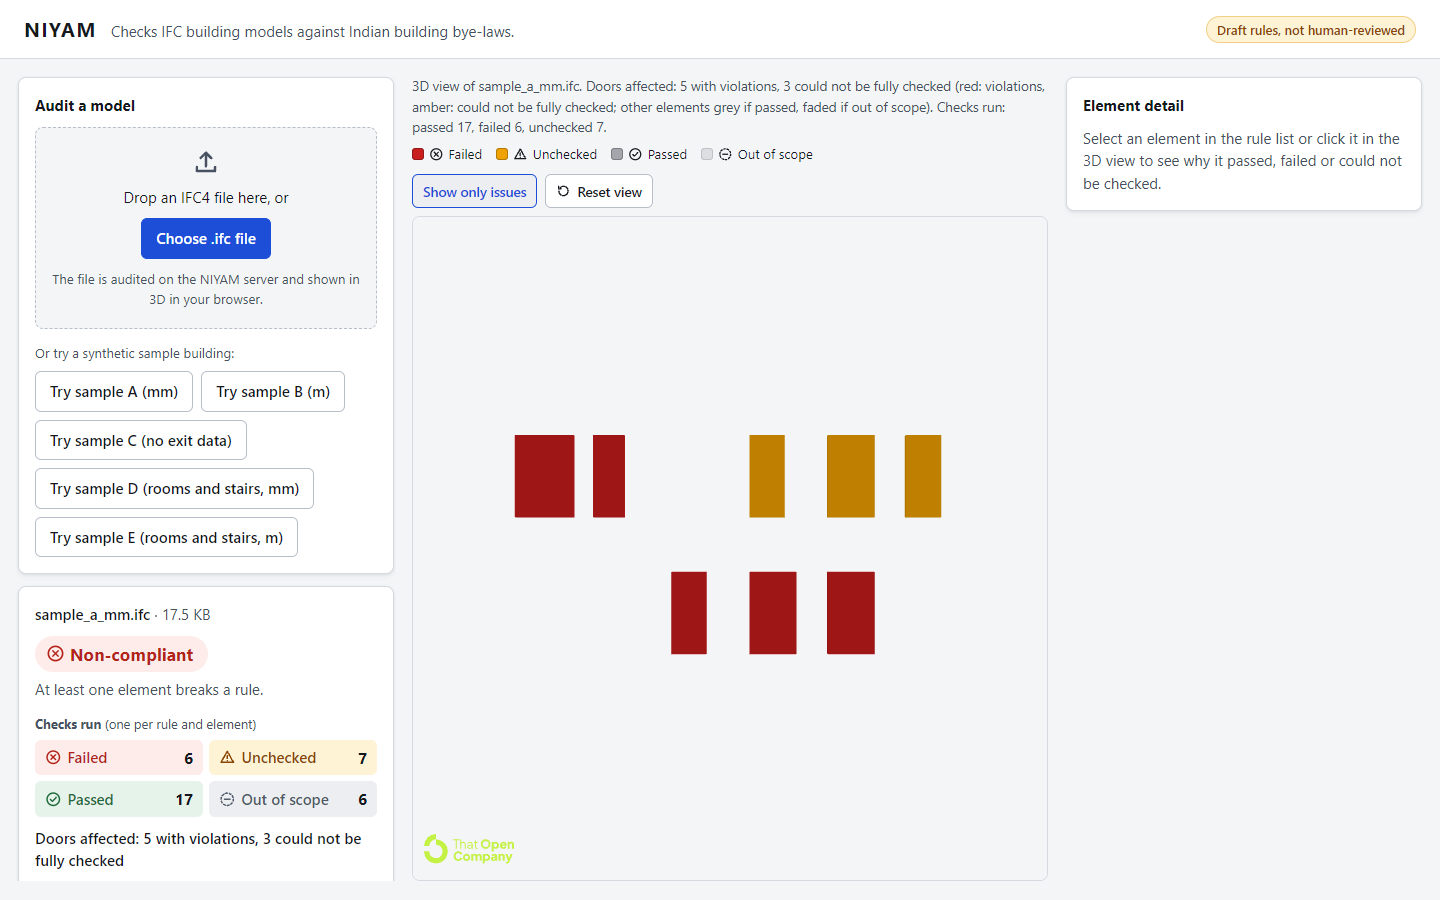 NIYAM
Checks IFC building models against Indian building bye-laws.
Draft rules, not human-reviewed
Audit a model
Drop an IFC4 file here, or
Choose .ifc file
The file is audited on the NIYAM server and shown in
3D in your browser.
Or try a synthetic sample building:
Try sample A (mm)
Try sample B (m)
Try sample C (no exit data)
Try sample D (rooms and stairs, mm)
Try sample E (rooms and stairs, m)
sample_a_mm.ifc · 17.5 KB
Non-compliant
At least one element breaks a rule.
Checks run (one per rule and element)
Failed 6
Unchecked 7
Passed 17
Out of scope 6
Doors affected: 5 with violations, 3 could not be
fully checked
3D view of sample_a_mm.ifc. Doors affected: 5 with violations, 3 could not be fully checked (red: violations,
amber: could not be fully checked; other elements grey if passed, faded if out of scope). Checks run:
passed 17, failed 6, unchecked 7.
Failed
Unchecked
Passed
Out of scope
Show only issues
Reset view
That Open
Company
Element detail
Select an element in the rule list or click it in the
3D view to see why it passed, failed or could not
be checked.